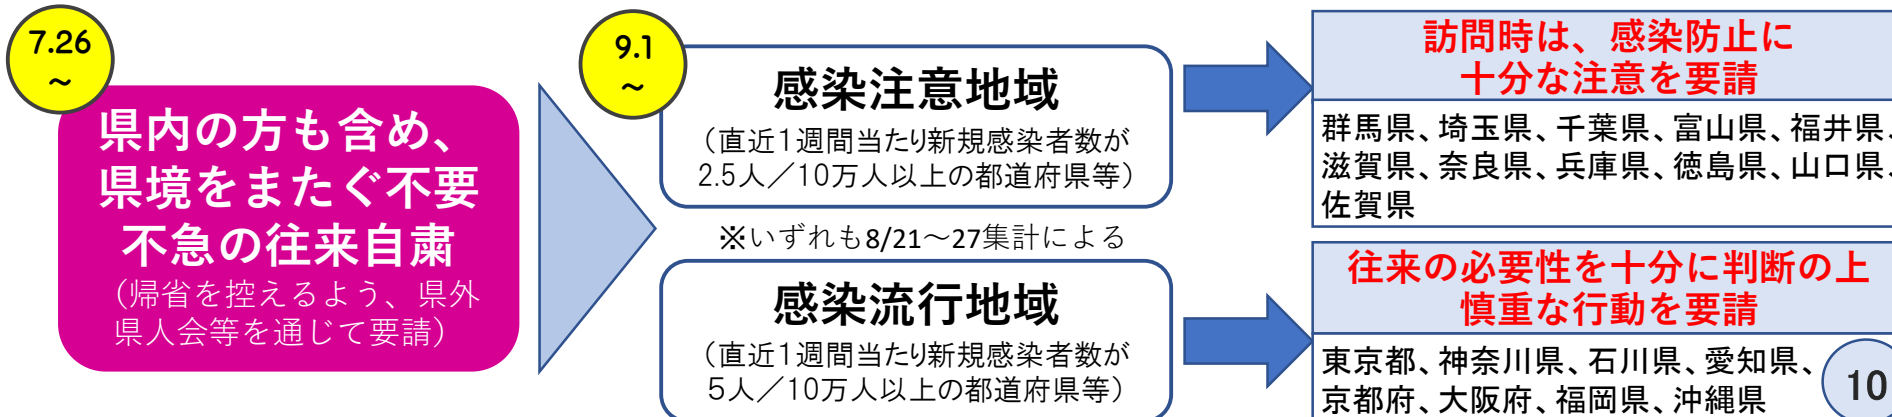 7.26
～
県内の方も含め、
県境をまたぐ不要
不急の往来自粛
（帰省を控えるよう、県外
県人会等を通じて要請）
9.1
～
感染注意地域
（直近1週間当たり新規感染者数が
2.5人／10万人以上の都道府県等）
※いずれも8/21～27集計による
感染流行地域
（直近1週間当たり新規感染者数が
5人／10万人以上の都道府県等）
訪問時は、感染防止に
十分な注意を要請
群馬県、埼玉県、千葉県、富山県、福井県、
滋賀県、奈良県、兵庫県、徳島県、山口県、
佐賀県
往来の必要性を十分に判断の上
慎重な行動を要請
東京都、神奈川県、石川県、愛知県、
京都府、大阪府、福岡県、沖縄県
10